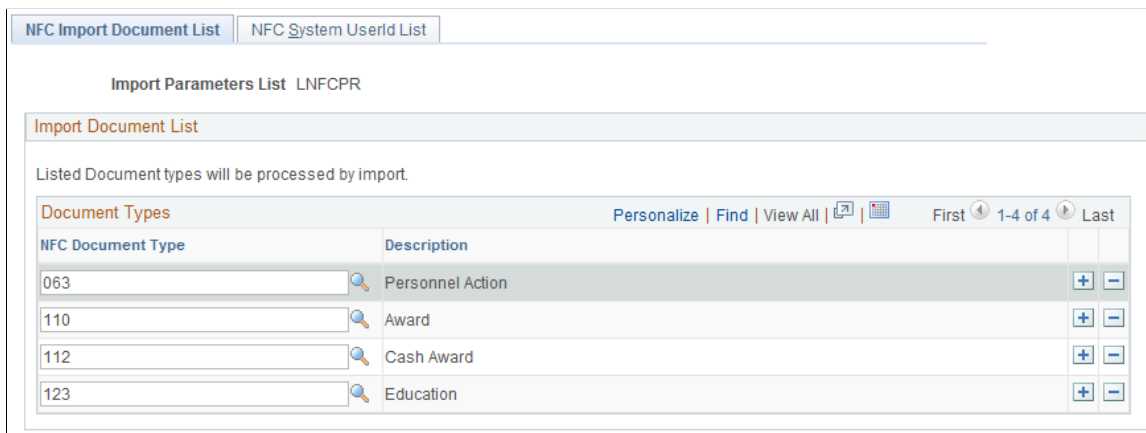 NFC Import Document List NFC System UserId List
Import Parameters List LNFCPR
Import Document List
Listed Document types will be processed by import.
Document Types Personalize | Find | View All | | First 1-4 of 4 Last
NFC Document Type Description
063 Personnel Action
110 Award
112 Cash Award
123 Education